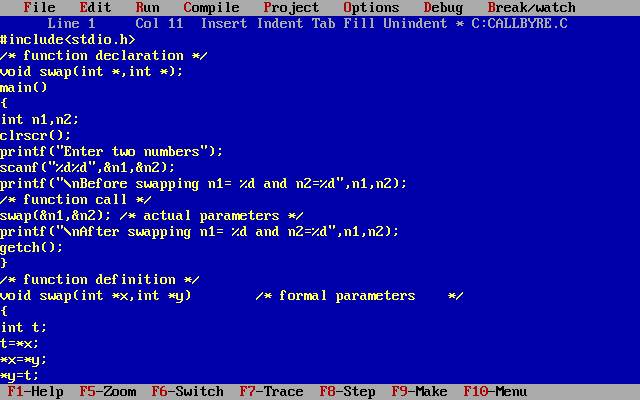 File Edit Run Compile Project Options Debug Break/watch
Line 1 Col 11 Insert Indent Tab Fill Unindent * C:CALLBYRE.C
#include<stdio.h>
/* function declaration */
void swap(int *,int *);
main()
{
int n1,n2;
clrscr();
printf("Enter two numbers");
scanf("%d%d",&n1,&n2);
printf("\nBefore swapping n1= %d and n2=%d",n1,n2);
/* function call */
swap(&n1,&n2); /* actual parameters */
printf("\nAfter swapping n1= %d and n2=%d",n1,n2);
getch();
}
/* function definition */
void swap(int *x,int *y) /* formal parameters */
{
int t;
t=*x;
*x=*y;
*y=t;
F1-Help F5-Zoom F6-Switch F7-Trace F8-Step F9-Make F10-Menu